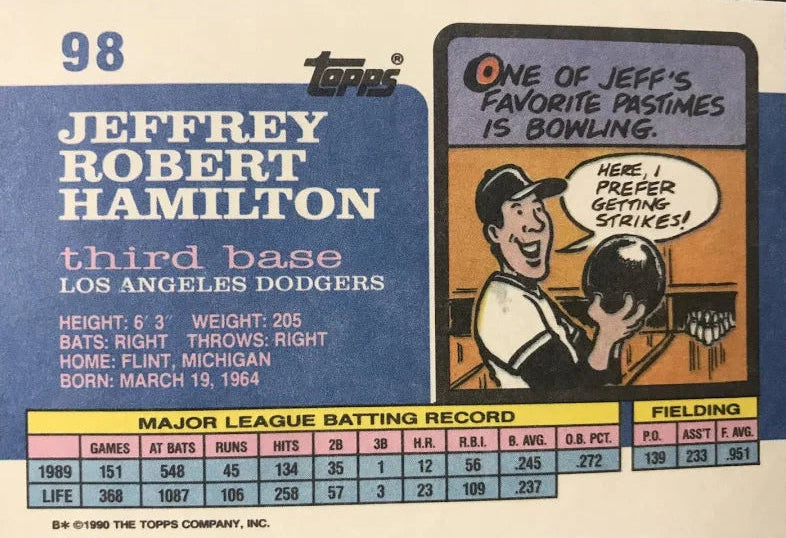 98
Topps®
JEFFREY
ROBERT
HAMILTON
third base
LOS ANGELES DODGERS
HEIGHT: 6' 3" WEIGHT: 205
BATS: RIGHT THROWS: RIGHT
HOME: FLINT, MICHIGAN
BORN: MARCH 19, 1964
ONE OF JEFF'S
FAVORITE PASTIMES
IS BOWLING.
HERE, I
PREFER
GETTING
STRIKES!
MAJOR LEAGUE BATTING RECORD
GAMES AT BATS RUNS HITS 2B 3B H.R. R.B.I. B. AVG. O.B. PCT.
1989 151 548 45 134 35 1 12 56 .245 .272
LIFE 368 1087 106 258 57 3 23 109 .237
FIELDING
P.O. ASS'T F. AVG.
139 233 .951
B* ©1990 THE TOPPS COMPANY, INC.